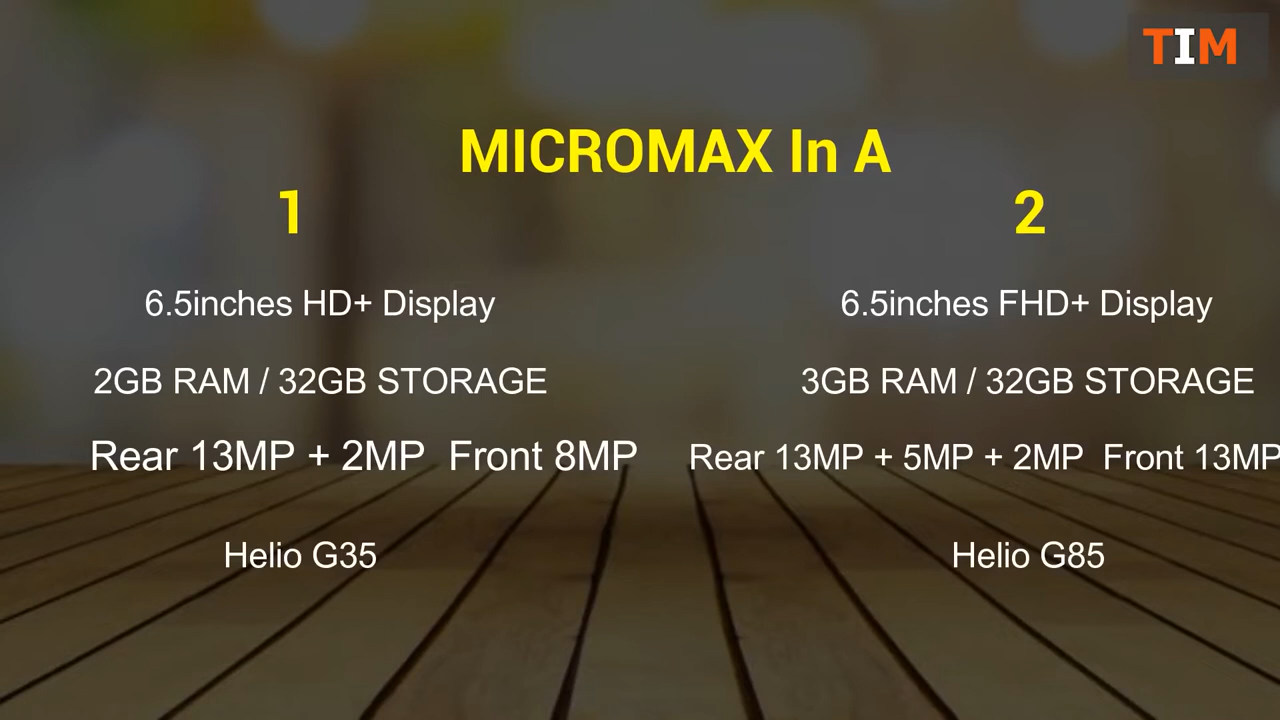 TIM
MICROMAX In A
1
2
6.5inches HD+ Display
6.5inches FHD+ Display
2GB RAM / 32GB STORAGE
3GB RAM / 32GB STORAGE
Rear 13MP + 2MP  Front 8MP
Rear 13MP + 5MP + 2MP  Front 13MP
Helio G35
Helio G85